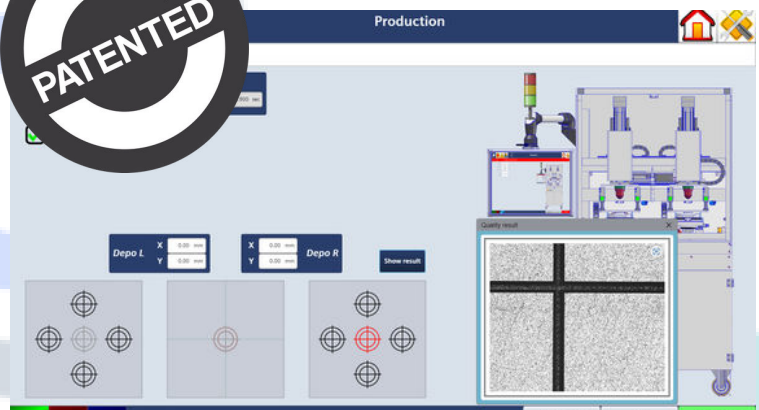 PATENTED
Production
sec
Depo L
X 0.00 mm
Y 0.00 mm
X 0.00 mm
Y 0.00 mm
Depo R
Show result
Quality result